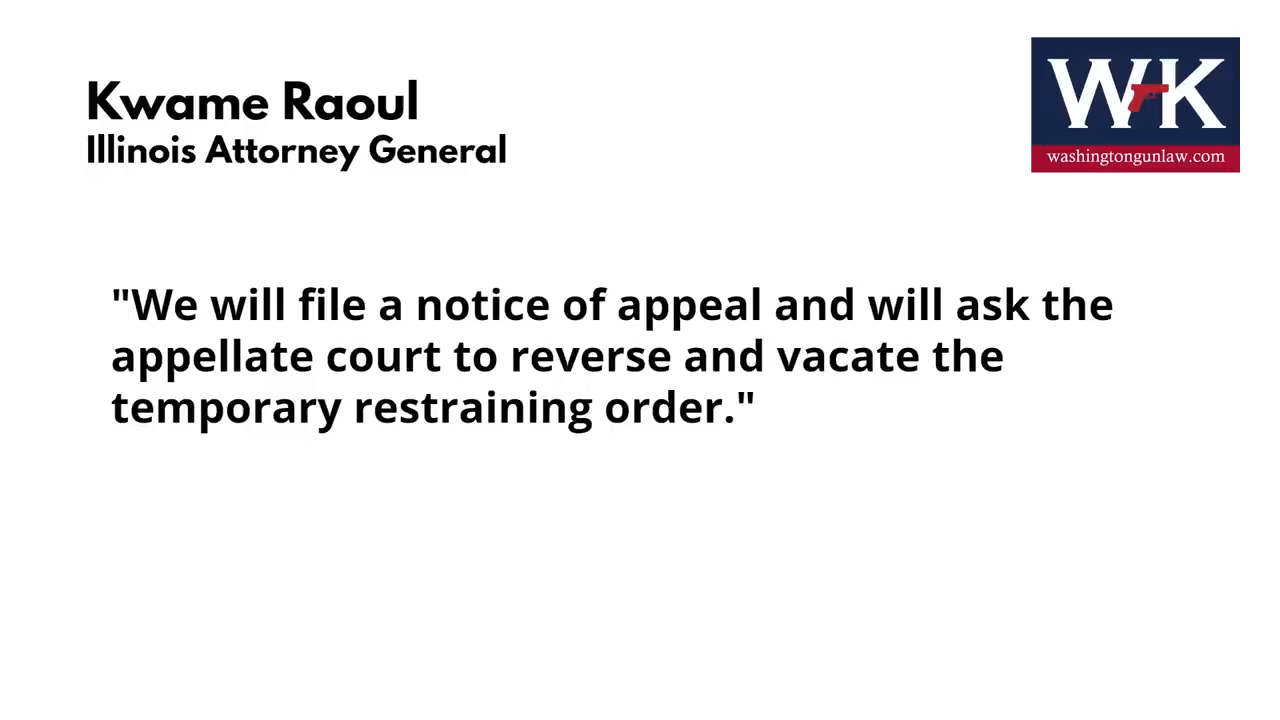 Kwame Raoul
Illinois Attorney General
WK
washingtongunlaw.com
"We will file a notice of appeal and will ask the
appellate court to reverse and vacate the
temporary restraining order."